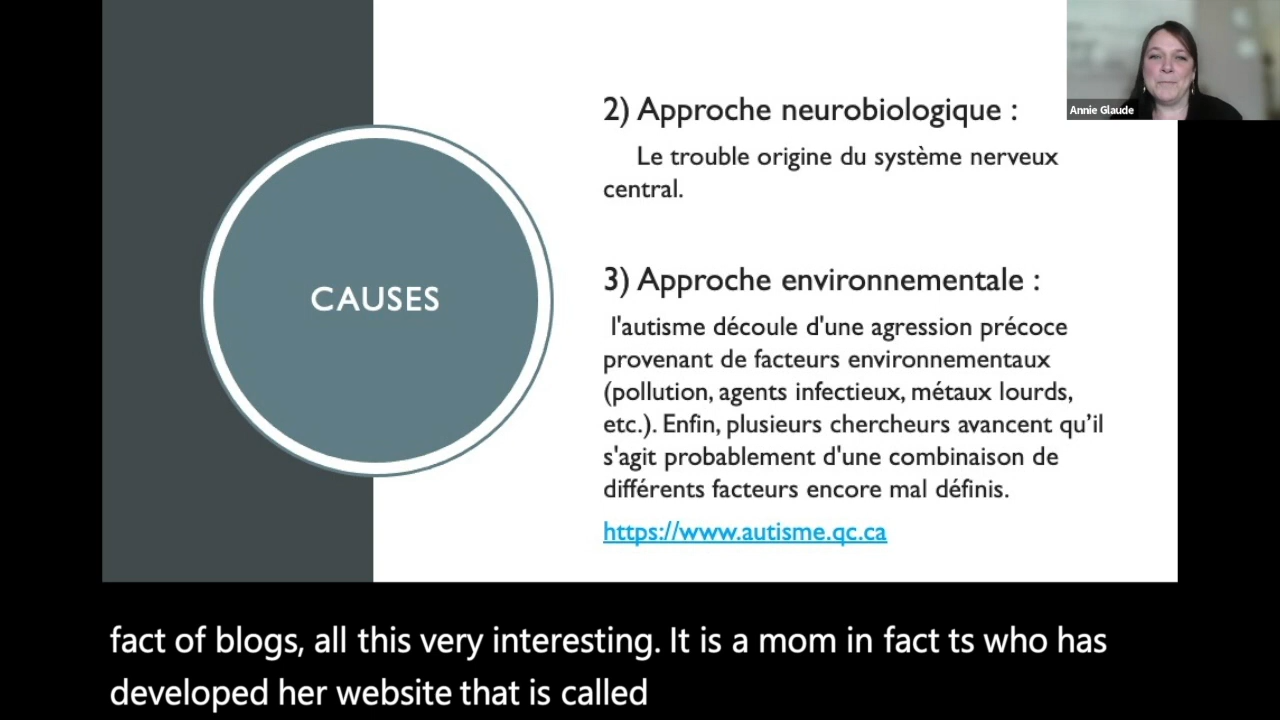 Annie Glaude
2) Approche neurobiologique :
Le trouble origine du système nerveux
central.
CAUSES
3) Approche environnementale :
l'autisme découle d'une agression précoce
provenant de facteurs environnementaux
(pollution, agents infectieux, métaux lourds,
etc.). Enfin, plusieurs chercheurs avancent qu’il
s'agit probablement d'une combinaison de
différents facteurs encore mal définis.
https://www.autisme.qc.ca
fact of blogs, all this very interesting. It is a mom in fact ts who has
developed her website that is called